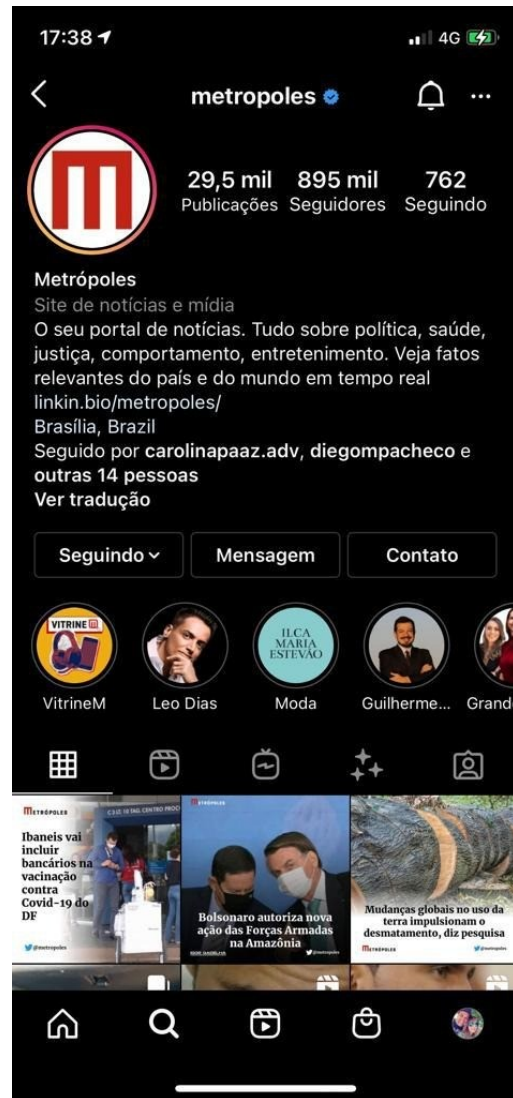 17:38
4G
metropoles
29,5 mil 895 mil 762
Publicações Seguidores Seguindo
Metrópoles
Site de notícias e mídia
O seu portal de notícias. Tudo sobre política, saúde,
justiça, comportamento, entretenimento. Veja fatos
relevantes do país e do mundo em tempo real
linkin.bio/metropoles/
Brasília, Brazil
Seguido por carolinapaaz.adv, diegompacheco e
outras 14 pessoas
Ver tradução
Seguindo Mensagem Contato
VITRINE M
ILCA
MARIA
ESTEVÃO
VitrineM Leo Dias Moda Guilherme... Grand
METRÓPOLES
Ibaneis vai
incluir
bancários na
vacinação
contra
Covid-19 do
DF
@metropoles
METRÓPOLES
Bolsonaro autoriza nova
ação das Forças Armadas
na Amazônia
@metropoles
Mudanças globais no uso da
terra impulsionam o
desmatamento, diz pesquisa
METRÓPOLES
@metropoles